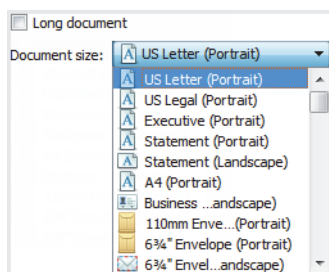 Long document
Document size: US Letter (Portrait)
US Letter (Portrait)
US Legal (Portrait)
Executive (Portrait)
Statement (Portrait)
Statement (Landscape)
A4 (Portrait)
Business ...andscape)
110mm Enve...(Portrait)
6¾" Envelope (Portrait)
6¾" Envel...andscape)